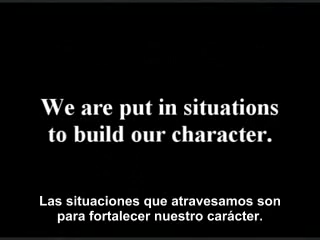 We are put in situations
to build our character.
Las situaciones que atravesamos son
para fortalecer nuestro carácter.